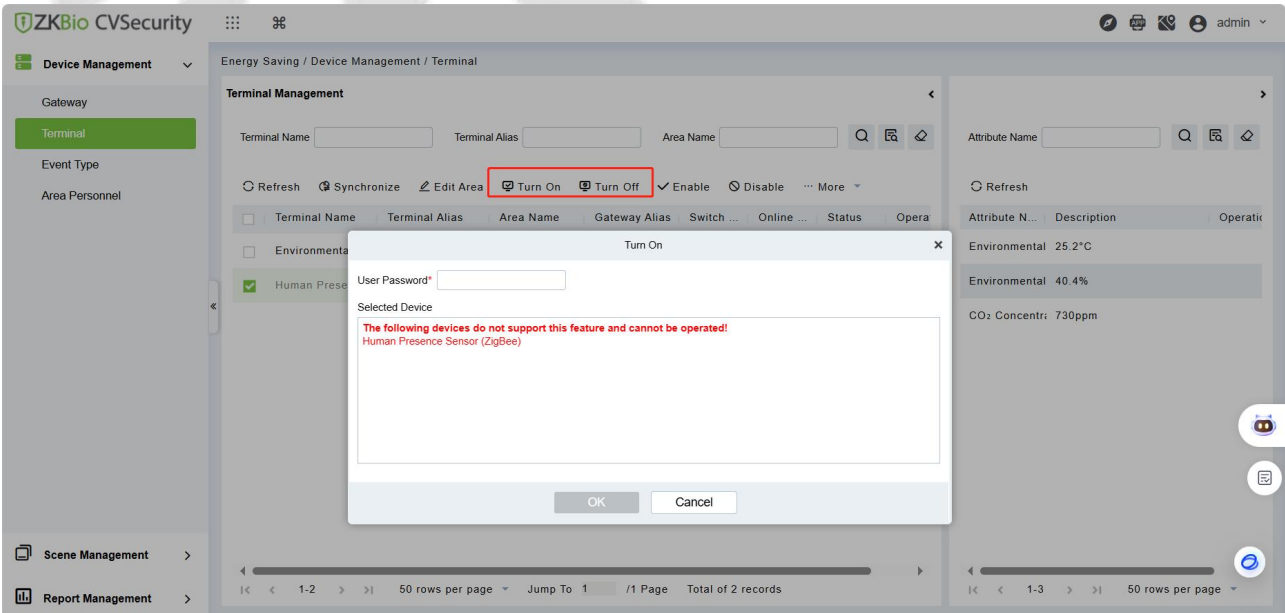 ZKBio CVSecurity
APP
admin
Device Management
Gateway
Terminal
Event Type
Area Personnel
Scene Management
Report Management
Energy Saving / Device Management / Terminal
Terminal Management
Terminal Name Terminal Alias Area Name
Refresh Synchronize Edit Area Turn On Turn Off Enable Disable ··· More
Terminal Name Terminal Alias Area Name Gateway Alias Switch ... Online ... Status Opera
Environmenta
Human Prese
Turn On
User Password*
Selected Device
The following devices do not support this feature and cannot be operated!
Human Presence Sensor (ZigBee)
OK Cancel
1-2 50 rows per page Jump To 1 /1 Page Total of 2 records
Attribute Name
Refresh
Attribute N... Description Operatio
Environmental 25.2°C
Environmental 40.4%
CO₂ Concentra 730ppm
1-3 50 rows per page